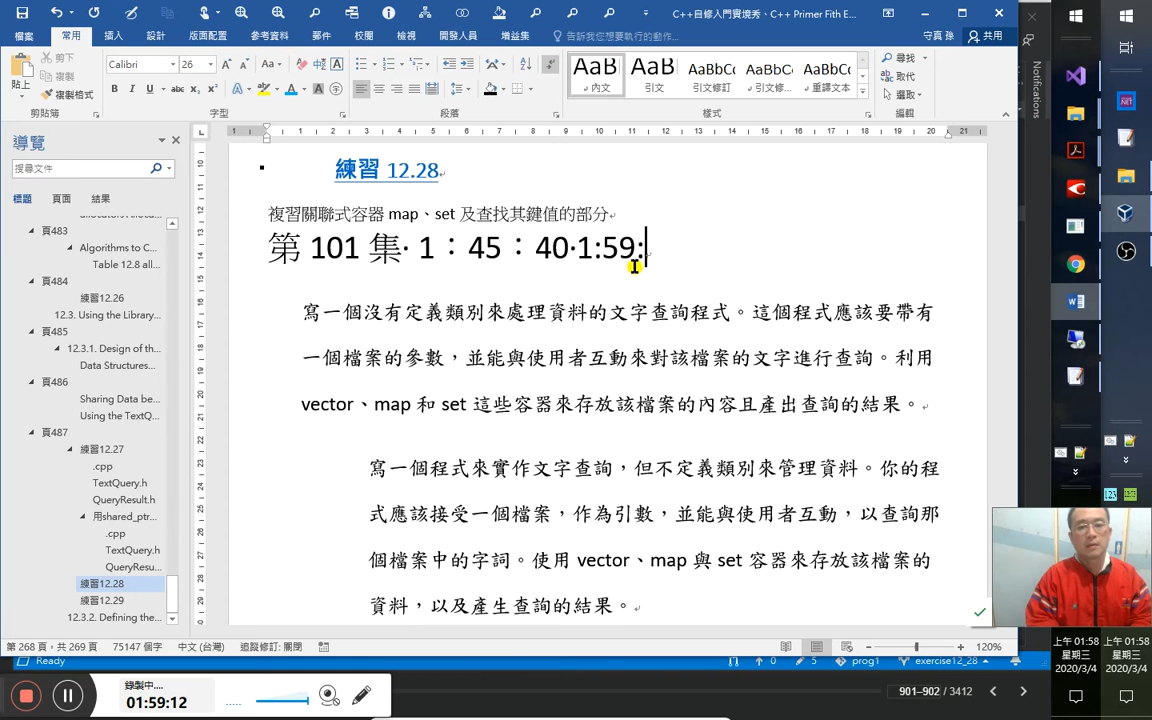 C++自修入門實境秀、C++ Primer Fith E...
檔案 常用 插入 設計 版面配置 參考資料 郵件 校閱 檢視 開發人員 增益集 告訴我您想要執行的動作... 守真 孫 共用
貼上 剪下 複製 複製格式 剪貼簿
Calibri 26 字型
段落
AaB 內文 AaB 引文 AaBbCc 引文修訂 AaBbCc 引文修... AaBbCc 重譯文本 樣式
尋找 取代 選取 編輯
Notifications
導覽
搜尋文件
標題 頁面 結果
頁483
Algorithms to C...
Table 12.8 all...
頁484
練習12.26
12.3. Using the Library...
頁485
12.3.1. Design of th...
Data Structures...
頁486
Sharing Data be...
Using the TextQ...
頁487
練習12.27
.cpp
TextQuery.h
QueryResult.h
用shared_ptr...
.cpp
TextQuery.h
QueryResu...
練習12.28
練習12.29
12.3.2. Defining the...
練習 12.28
複習關聯式容器 map、set 及查找其鍵值的部分
第 101 集· 1：45：40·1:59:
寫一個沒有定義類別來處理資料的文字查詢程式。這個程式應該要帶有
一個檔案的參數，並能與使用者互動來對該檔案的文字進行查詢。利用
vector、map 和 set 這些容器來存放該檔案的內容且產出查詢的結果。
寫一個程式來實作文字查詢，但不定義類別來管理資料。你的程
式應該接受一個檔案，作為引數，並能與使用者互動，以查詢那
個檔案中的字詞。使用 vector、map 與 set 容器來存放該檔案的
資料，以及產生查詢的結果。
第 268 頁，共 269 頁 75147 個字 中文 (台灣) 追蹤修訂: 關閉 120%
Ready 0 5 prog1 exercise12_28
錄製中....
01:59:12
901–902 / 3412
上午 01:58 上午 01:58
星期三 星期三
2020/3/4 2020/3/4